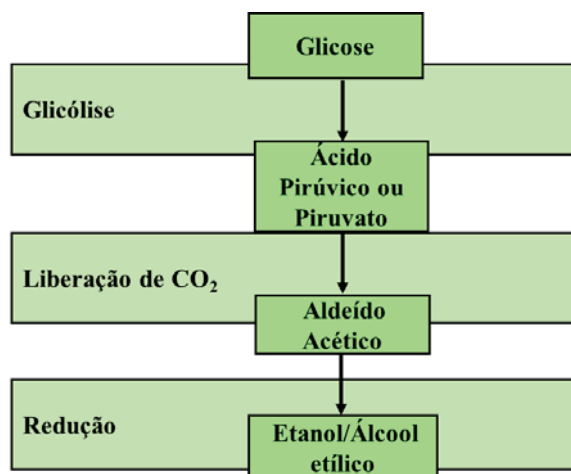 Glicose
Glicólise
Ácido
Pirúvico ou
Piruvato
Liberação de CO₂
Aldeído
Acético
Redução
Etanol/Álcool
etílico